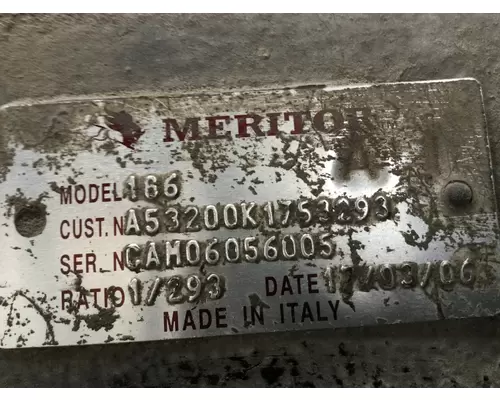 MERITOR
A
MODEL 186
CUST.N A53200K1753293
SER.N CAH06056005
RATIO 1/293 DATE 17/03/06
MADE IN ITALY